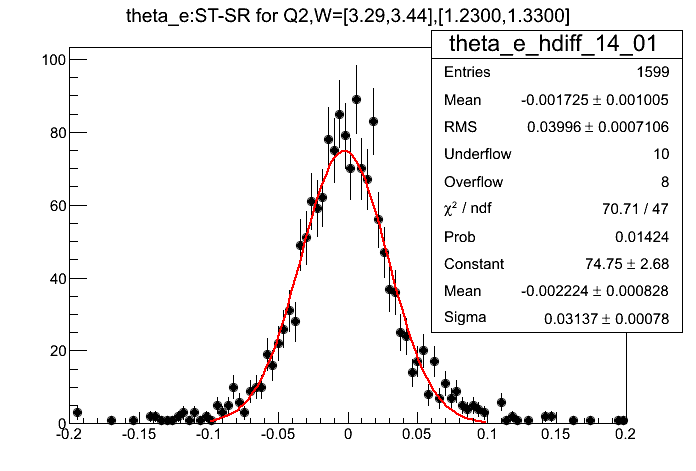 theta_e:ST-SR for Q2,W=[3.29,3.44],[1.2300,1.3300]
theta_e_hdiff_14_01
Entries 1599
Mean -0.001725 ± 0.001005
RMS 0.03996 ± 0.0007106
Underflow 10
Overflow 8
χ² / ndf 70.71 / 47
Prob 0.01424
Constant 74.75 ± 2.68
Mean -0.002224 ± 0.000828
Sigma 0.03137 ± 0.00078
100
80
60
40
20
0
-0.2 -0.15 -0.1 -0.05 0 0.05 0.1 0.15 0.2